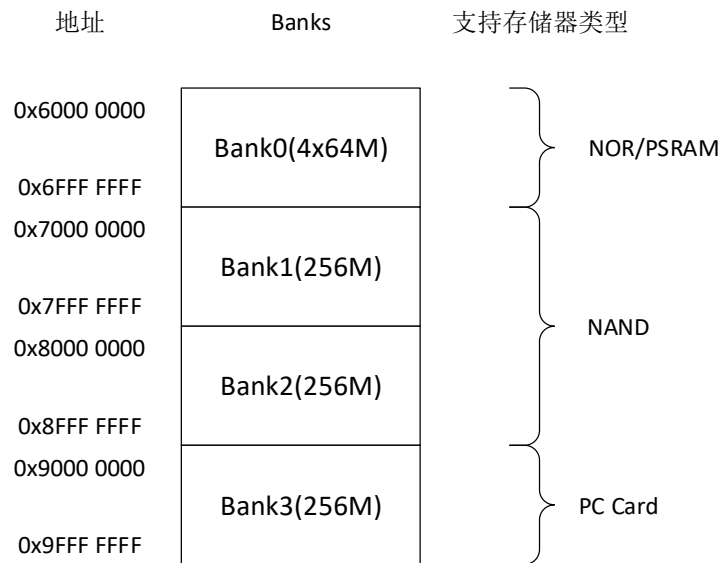 地址 Banks 支持存储器类型
0x6000 0000
Bank0(4x64M) NOR/PSRAM
0x6FFF FFFF
0x7000 0000
Bank1(256M)
0x7FFF FFFF
NAND
0x8000 0000
Bank2(256M)
0x8FFF FFFF
0x9000 0000
Bank3(256M) PC Card
0x9FFF FFFF